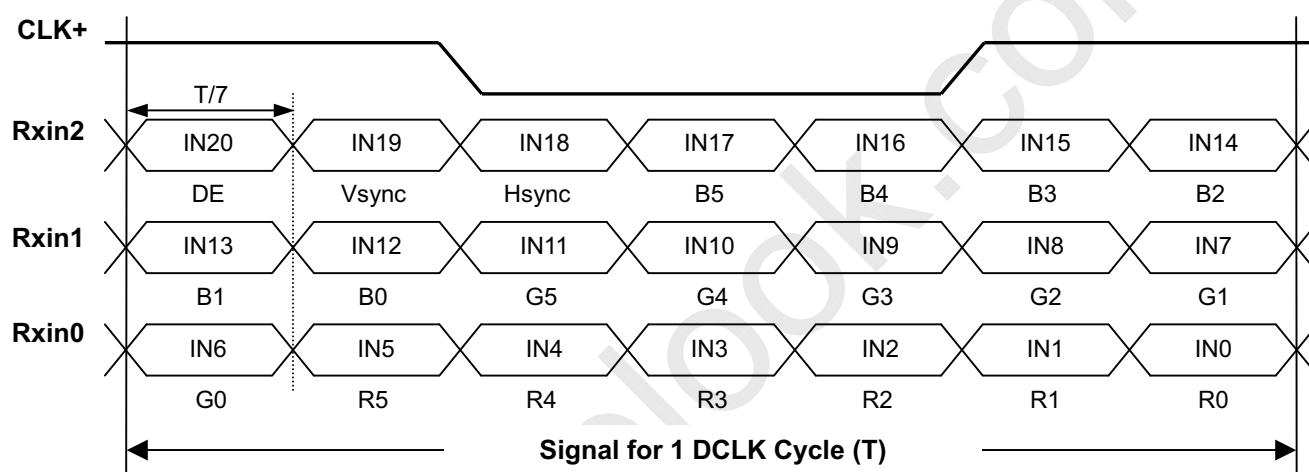 CLK+
T/7
Rxin2 IN20 IN19 IN18 IN17 IN16 IN15 IN14
DE Vsync Hsync B5 B4 B3 B2
Rxin1 IN13 IN12 IN11 IN10 IN9 IN8 IN7
B1 B0 G5 G4 G3 G2 G1
Rxin0 IN6 IN5 IN4 IN3 IN2 IN1 IN0
G0 R5 R4 R3 R2 R1 R0
Signal for 1 DCLK Cycle (T)